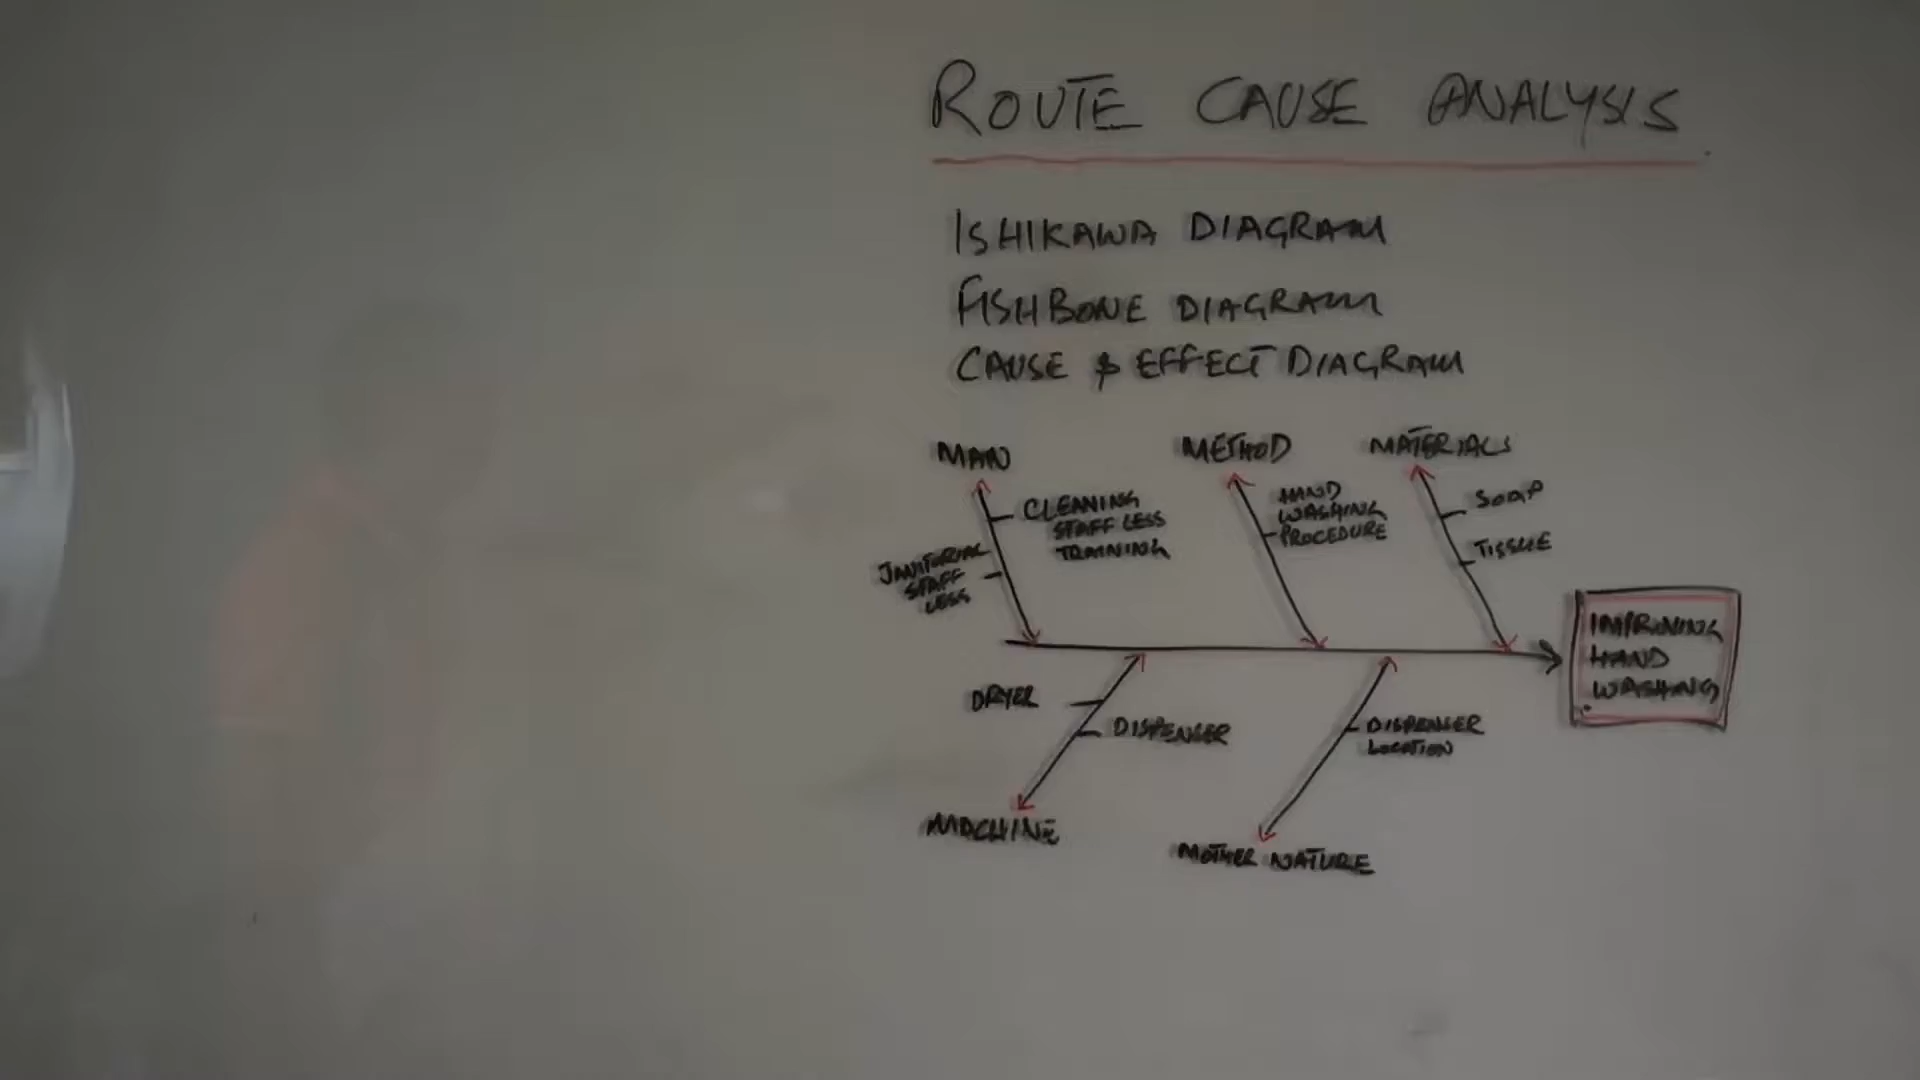 ROUTE CAUSE ANALYSIS
ISHIKAWA DIAGRAM
FISHBONE DIAGRAM
CAUSE & EFFECT DIAGRAM
MAN
METHOD
MATERIALS
CLEANING
STAFF LESS
TRAINING
JANITORIAL
STAFF
LESS
HAND
WASHING
PROCEDURE
SOAP
TISSUE
IMPROVING
HAND
WASHING
DRYER
DISPENSER
DISPENSER
LOCATION
MACHINE
MOTHER NATURE